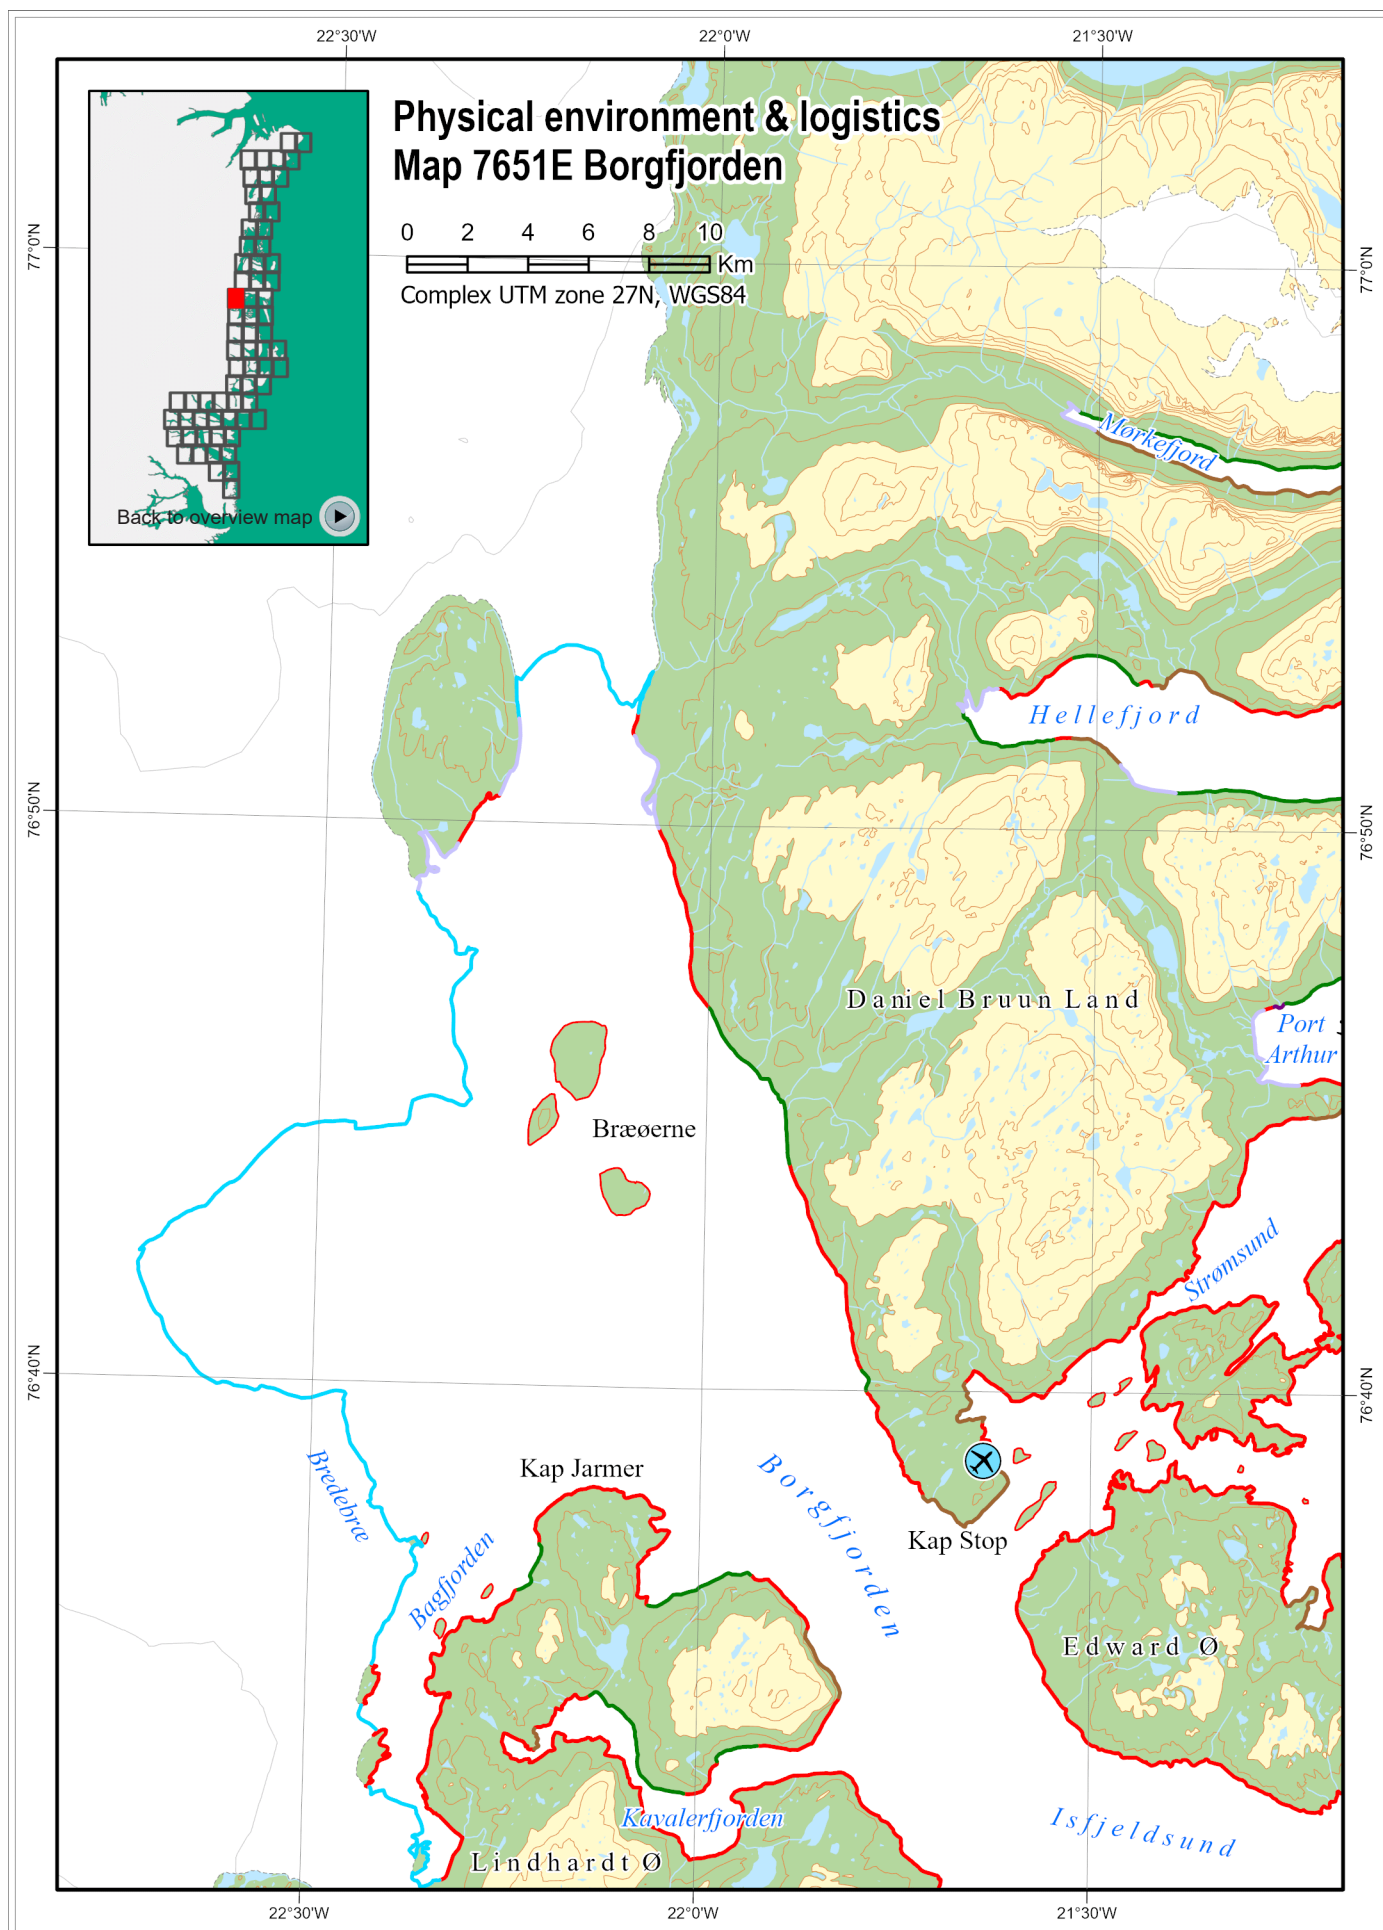 22°30'W 22°0'W 21°30'W
Physical environment & logistics
Map 7651E Borgfjorden
0 2 4 6 8 10
Km
Complex UTM zone 27N, WGS84
77°0'N
77°0'N
Mørkefjord
Back to overview map
Hellefjord
76°50'N
76°50'N
Daniel Bruun Land
Port
Arthur
Bræøerne
Strømsund
76°40'N
76°40'N
Kap Jarmer
Borgfjorden
Bredebræ
Bagfjorden
Kap Stop
Edward Ø
Kavalerfjorden
Isfjeldsund
Lindhardt Ø
22°30'W 22°0'W 21°30'W